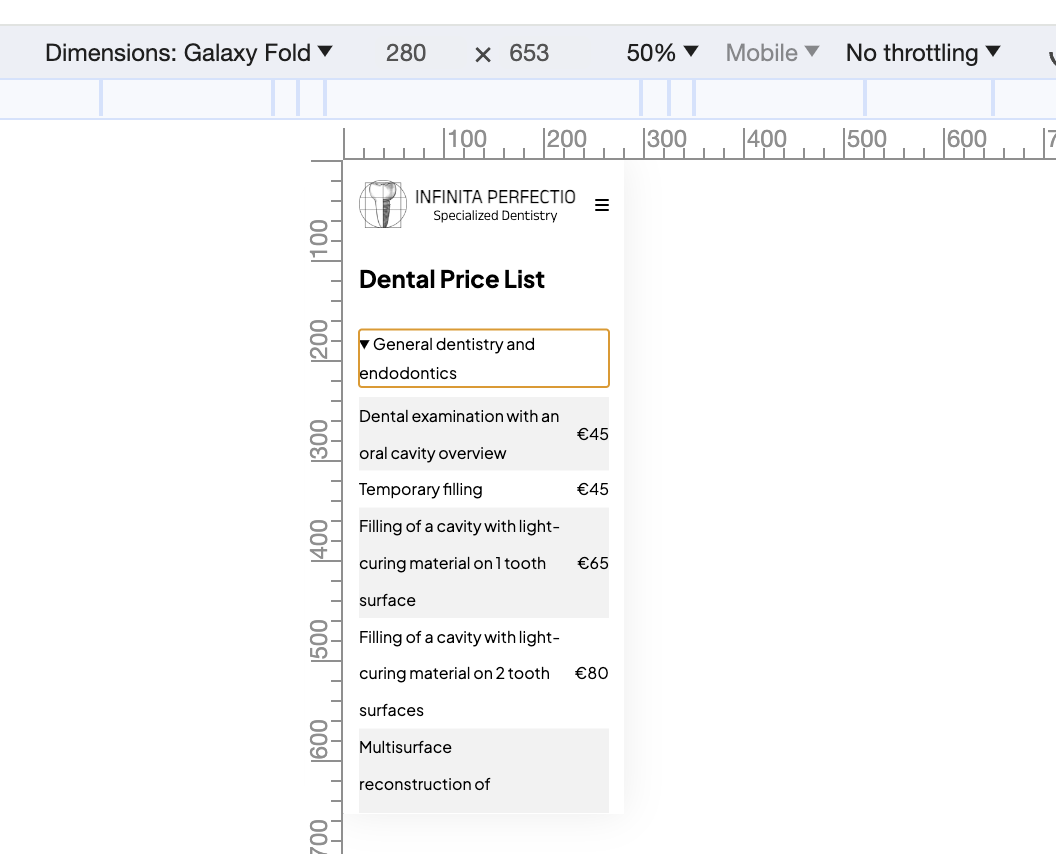 Dimensions: Galaxy Fold ▼ 280 × 653 50% ▼ Mobile ▼ No throttling ▼
100 200 300 400 500 600 7
100
200
300
400
500
600
700
INFINITA PERFECTIO
Specialized Dentistry
Dental Price List
▼ General dentistry and
endodontics
Dental examination with an
oral cavity overview
€45
Temporary filling €45
Filling of a cavity with light-
curing material on 1 tooth
surface
€65
Filling of a cavity with light-
curing material on 2 tooth
surfaces
€80
Multisurface
reconstruction of